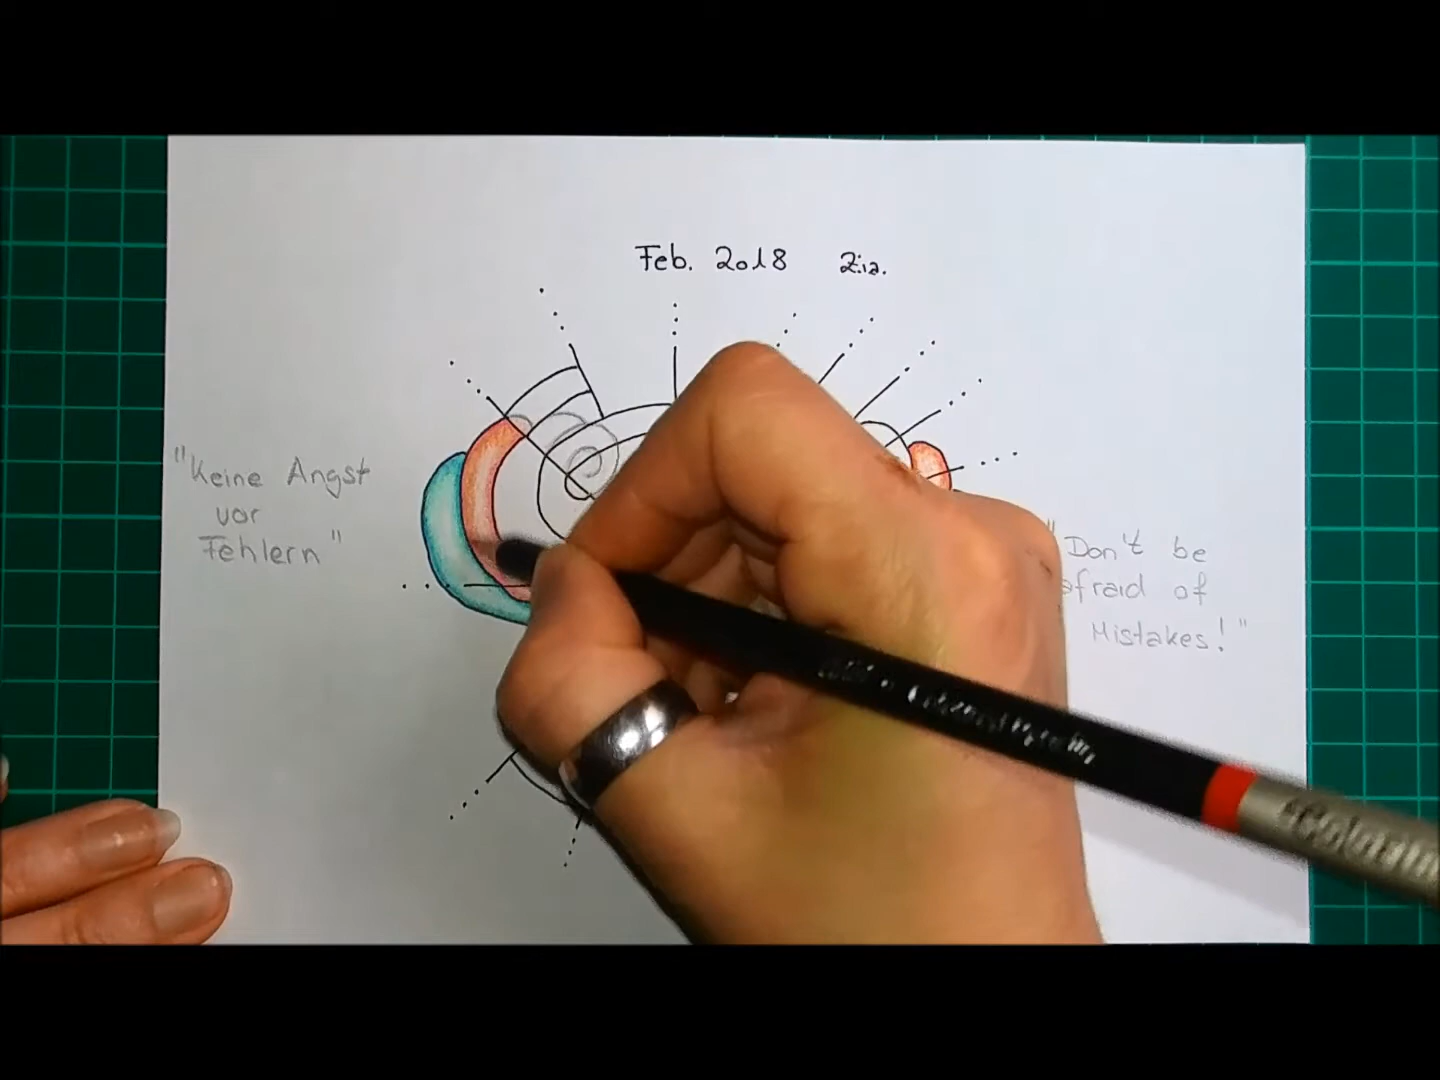 Feb. 2018 Zia.
"Keine Angst
vor
Fehlern"
"Don't be
afraid of
Mistakes!"